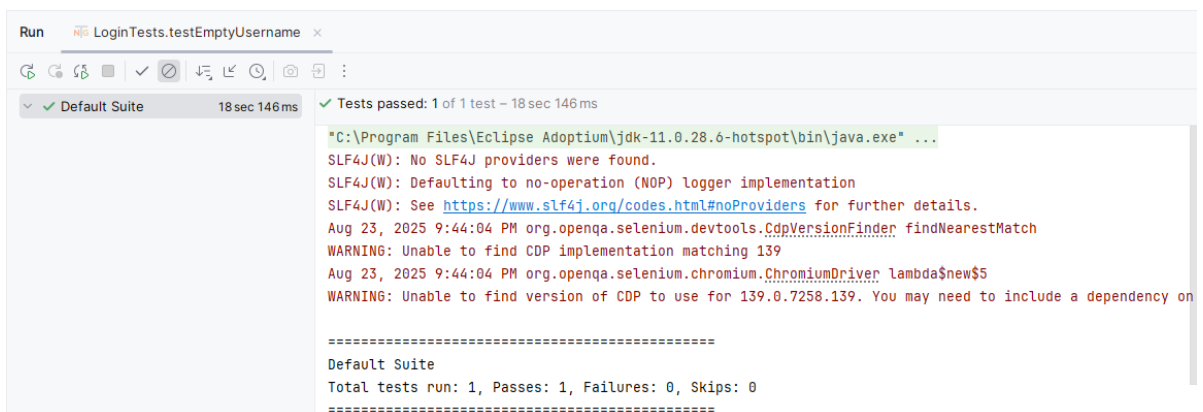 Run LoginTests.testEmptyUsername
Default Suite 18 sec 146 ms
Tests passed: 1 of 1 test – 18 sec 146 ms
"C:\Program Files\Eclipse Adoptium\jdk-11.0.28.6-hotspot\bin\java.exe" ...
SLF4J(W): No SLF4J providers were found.
SLF4J(W): Defaulting to no-operation (NOP) logger implementation
SLF4J(W): See https://www.slf4j.org/codes.html#noProviders for further details.
Aug 23, 2025 9:44:04 PM org.openqa.selenium.devtools.CdpVersionFinder findNearestMatch
WARNING: Unable to find CDP implementation matching 139
Aug 23, 2025 9:44:04 PM org.openqa.selenium.chromium.ChromiumDriver lambda$new$5
WARNING: Unable to find version of CDP to use for 139.0.7258.139. You may need to include a dependency on
===============================================
Default Suite
Total tests run: 1, Passes: 1, Failures: 0, Skips: 0
===============================================